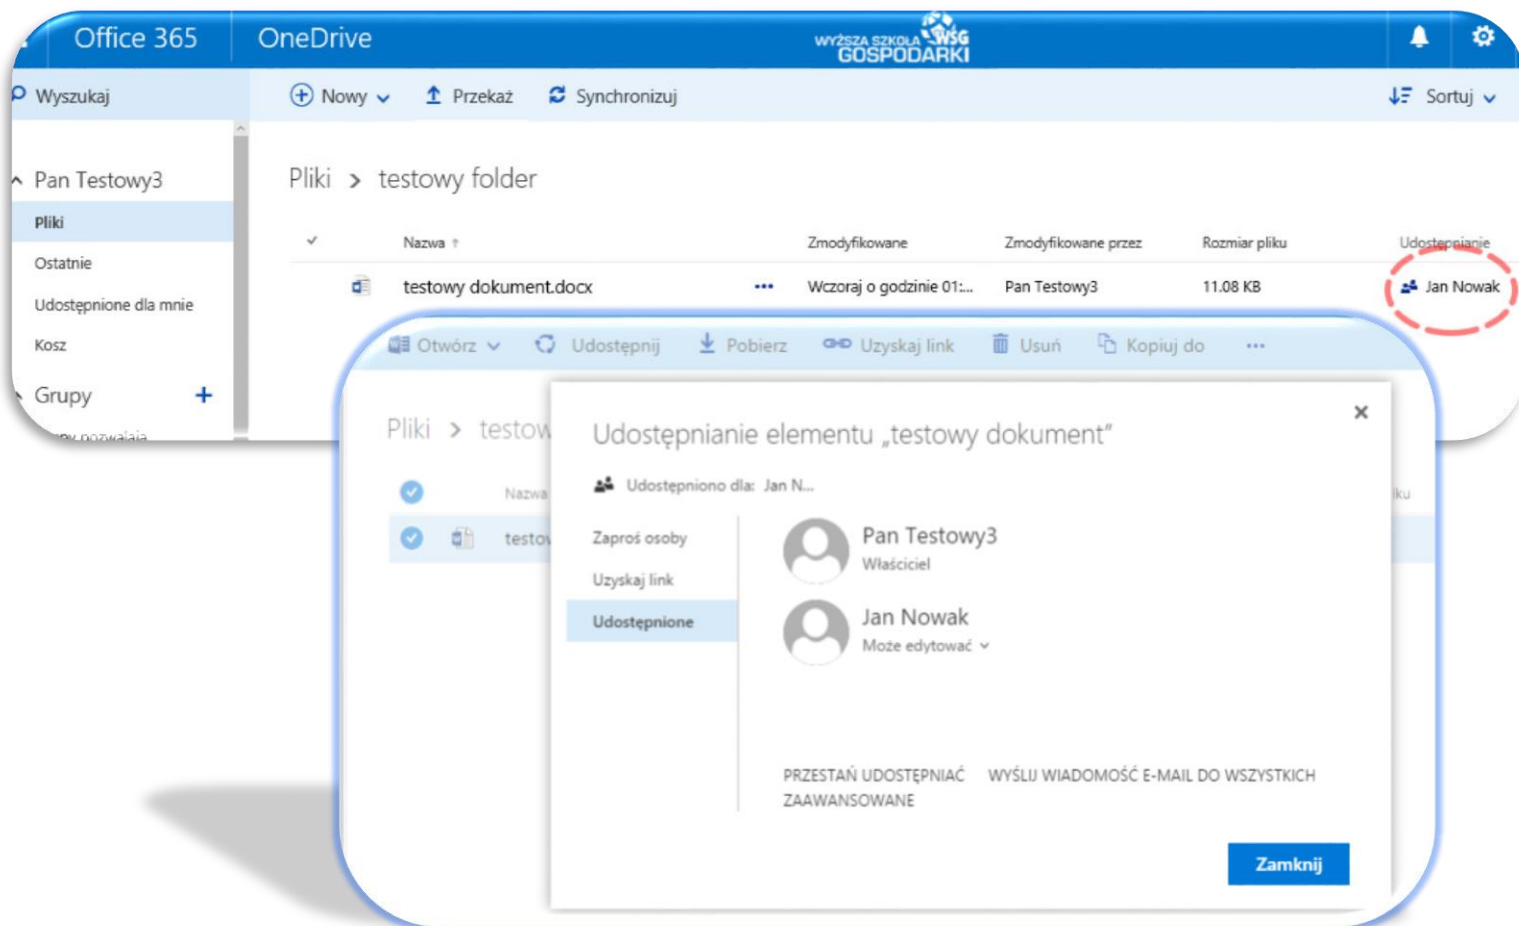 Office 365
OneDrive
WYŻSZA SZKOŁA WSG
GOSPODARKI
Wyszukaj
Nowy
Przekaż
Synchronizuj
Sortuj
Pan Testowy3
Pliki
Ostatnie
Udostępnione dla mnie
Kosz
Grupy
Pliki > testowy folder
Nazwa ↑
Zmodyfikowane
Zmodyfikowane przez
Rozmiar pliku
Udostępnianie
testowy dokument.docx
Wczoraj o godzinie 01:...
Pan Testowy3
11.08 KB
Jan Nowak
Otwórz
Udostępnij
Pobierz
Uzyskaj link
Usuń
Kopiuj do
...
Pliki > testow
Nazwa
iku
testov
Udostępnianie elementu „testowy dokument”
Udostępniono dla: Jan N...
Zaproś osoby
Uzyskaj link
Udostępnione
Pan Testowy3
Właściciel
Jan Nowak
Może edytować
PRZESTAŃ UDOSTĘPNIAĆ
WYŚLIJ WIADOMOŚĆ E-MAIL DO WSZYSTKICH
ZAAWANSOWANE
Zamknij